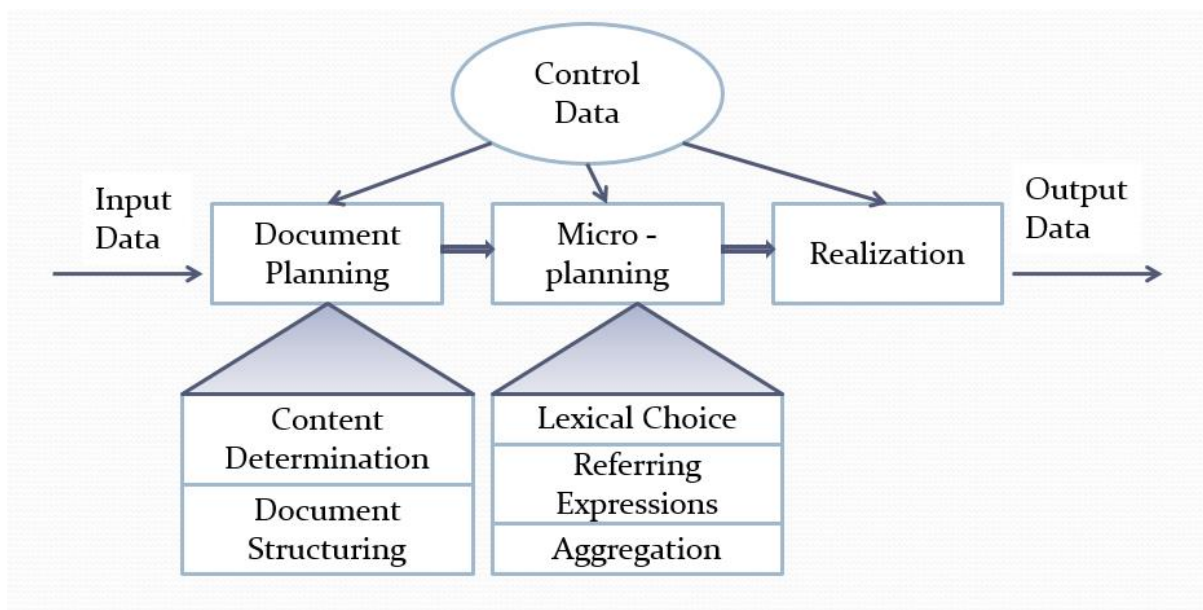 Control
Data
Input
Data
Document
Planning
Micro -
planning
Realization
Output
Data
Content
Determination
Document
Structuring
Lexical Choice
Referring
Expressions
Aggregation